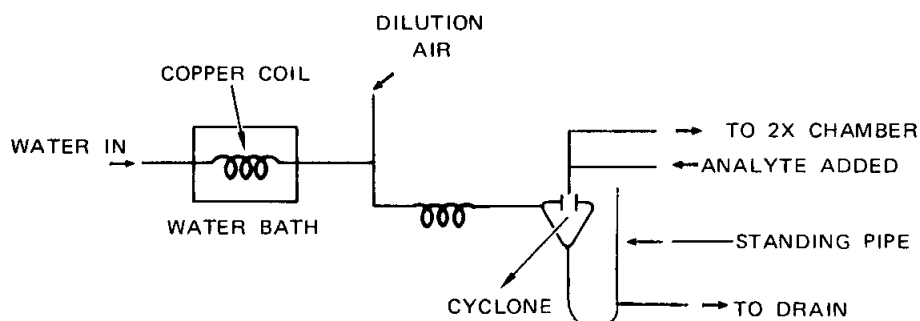 DILUTION
AIR
COPPER COIL
TO 2X CHAMBER
WATER IN
ANALYTE ADDED
WATER BATH
STANDING PIPE
CYCLONE
TO DRAIN